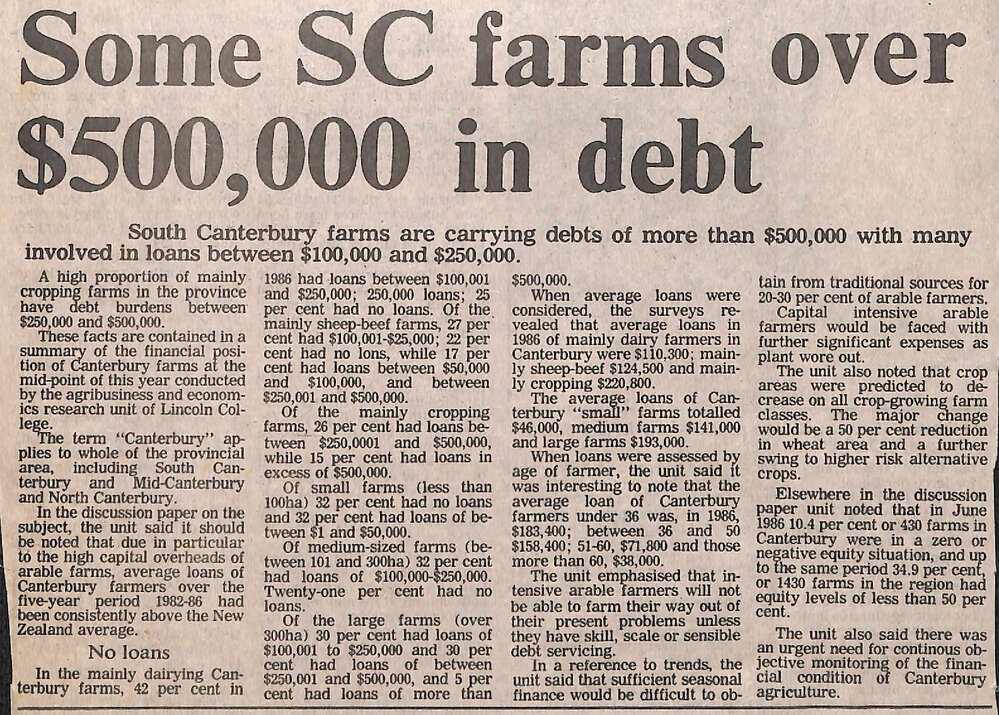 Some SC farms over
$500,000 in debt
South Canterbury farms are carrying debts of more than $500,000 with many
involved in loans between $100,000 and $250,000.
A high proportion of mainly
cropping farms in the province
have debt burdens between
$250,000 and $500,000.
These facts are contained in a
summary of the financial posi-
tion of Canterbury farms at the
mid-point of this year conducted
by the agribusiness and econom-
ics research unit of Lincoln Col-
lege.
The term "Canterbury" ap-
plies to whole of the provincial
area, including South Can-
terbury and Mid-Canterbury
and North Canterbury.
In the discussion paper on the
subject, the unit said it should
be noted that due in particular
to the high capital overheads of
arable farms, average loans of
Canterbury farmers over the
five-year period 1982-86 had
been consistently above the New
Zealand average.
No loans
In the mainly dairying Can-
terbury farms, 42 per cent in
1986 had loans between $100,001
and $250,000; 250,000 loans; 25
per cent had no loans. Of the
mainly sheep-beef farms, 27 per
cent had $100,001-$25,000; 22 per
cent had no lons, while 17 per
cent had loans between $50,000
and $100,000, and between
$250,001 and $500,000.
Of the mainly cropping
farms, 26 per cent had loans be-
tween $250,0001 and $500,000,
while 15 per cent had loans in
excess of $500,000.
Of small farms (less than
100ha) 32 per cent had no loans
and 32 per cent had loans of be-
tween $1 and $50,000.
Of medium-sized farms (be-
tween 101 and 300ha) 32 per cent
had loans of $100,000-$250,000.
Twenty-one per cent had no
loans.
Of the large farms (over
300ha) 30 per cent had loans of
$100,001 to $250,000 and 30 per
cent had loans of between
$250,001 and $500,000, and 5 per
cent had loans of more than
$500,000.
When average loans were
considered, the surveys re-
vealed that average loans in
1986 of mainly dairy farmers in
Canterbury were $110,300; main-
ly sheep-beef $124,500 and main-
ly cropping $220,800.
The average loans of Can-
terbury "small" farms totalled
$46,000, medium farms $141,000
and large farms $193,000.
When loans were assessed by
age of farmer, the unit said it
was interesting to note that the
average loan of Canterbury
farmers under 36 was, in 1986,
$183,400; between 36 and 50
$158,400; 51-60, $71,800 and those
more than 60, $38,000.
The unit emphasised that in-
tensive arable farmers will not
be able to farm their way out of
their present problems unless
they have skill, scale or sensible
debt servicing.
In a reference to trends, the
unit said that sufficient seasonal
finance would be difficult to ob-
tain from traditional sources for
20-30 per cent of arable farmers.
Capital intensive arable
farmers would be faced with
further significant expenses as
plant wore out.
The unit also noted that crop
areas were predicted to de-
crease on all crop-growing farm
classes. The major change
would be a 50 per cent reduction
in wheat area and a further
swing to higher risk alternative
crops.
Elsewhere in the discussion
paper unit noted that in June
1986 10.4 per cent or 430 farms in
Canterbury were in a zero or
negative equity situation, and up
to the same period 34.9 per cent,
or 1430 farms in the region had
equity levels of less than 50 per
cent.
The unit also said there was
an urgent need for continous ob-
jective monitoring of the finan-
cial condition of Canterbury
agriculture.